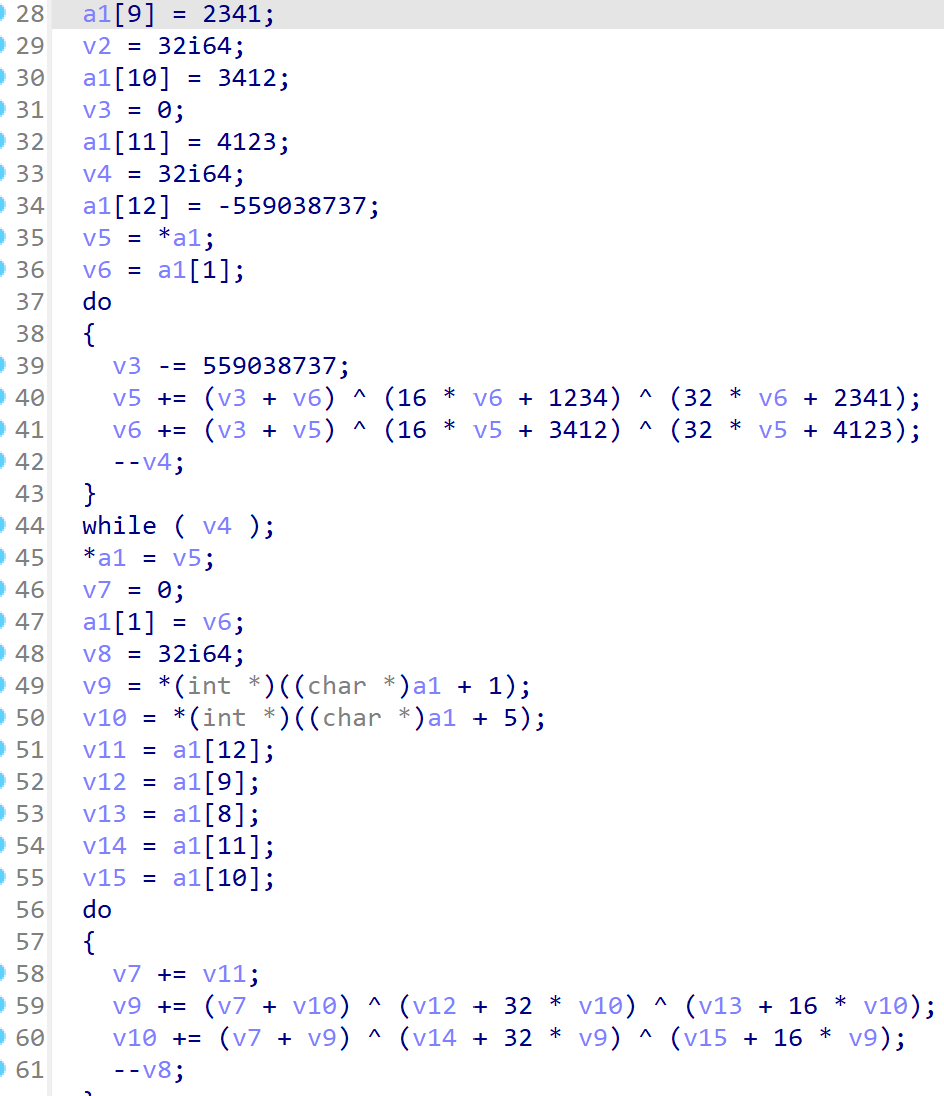 28 a1[9] = 2341;
29 v2 = 32i64;
30 a1[10] = 3412;
31 v3 = 0;
32 a1[11] = 4123;
33 v4 = 32i64;
34 a1[12] = -559038737;
35 v5 = *a1;
36 v6 = a1[1];
37 do
38 {
39 v3 -= 559038737;
40 v5 += (v3 + v6) ^ (16 * v6 + 1234) ^ (32 * v6 + 2341);
41 v6 += (v3 + v5) ^ (16 * v5 + 3412) ^ (32 * v5 + 4123);
42 --v4;
43 }
44 while ( v4 );
45 *a1 = v5;
46 v7 = 0;
47 a1[1] = v6;
48 v8 = 32i64;
49 v9 = *(int *)((char *)a1 + 1);
50 v10 = *(int *)((char *)a1 + 5);
51 v11 = a1[12];
52 v12 = a1[9];
53 v13 = a1[8];
54 v14 = a1[11];
55 v15 = a1[10];
56 do
57 {
58 v7 += v11;
59 v9 += (v7 + v10) ^ (v12 + 32 * v10) ^ (v13 + 16 * v10);
60 v10 += (v7 + v9) ^ (v14 + 32 * v9) ^ (v15 + 16 * v9);
61 --v8;